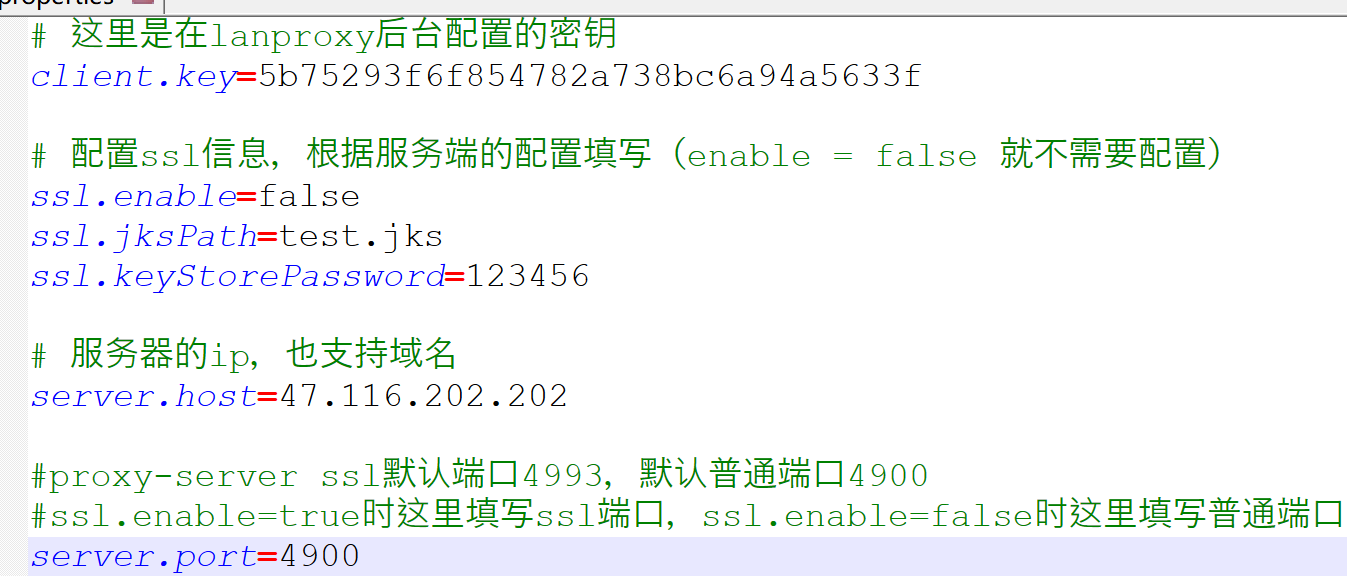 properties
# 这里是在lanproxy后台配置的密钥
client.key=5b75293f6f854782a738bc6a94a5633f
# 配置ssl信息，根据服务端的配置填写（enable = false 就不需要配置）
ssl.enable=false
ssl.jksPath=test.jks
ssl.keyStorePassword=123456
# 服务器的ip，也支持域名
server.host=47.116.202.202
#proxy-server ssl默认端口4993，默认普通端口4900
#ssl.enable=true时这里填写ssl端口，ssl.enable=false时这里填写普通端口
server.port=4900